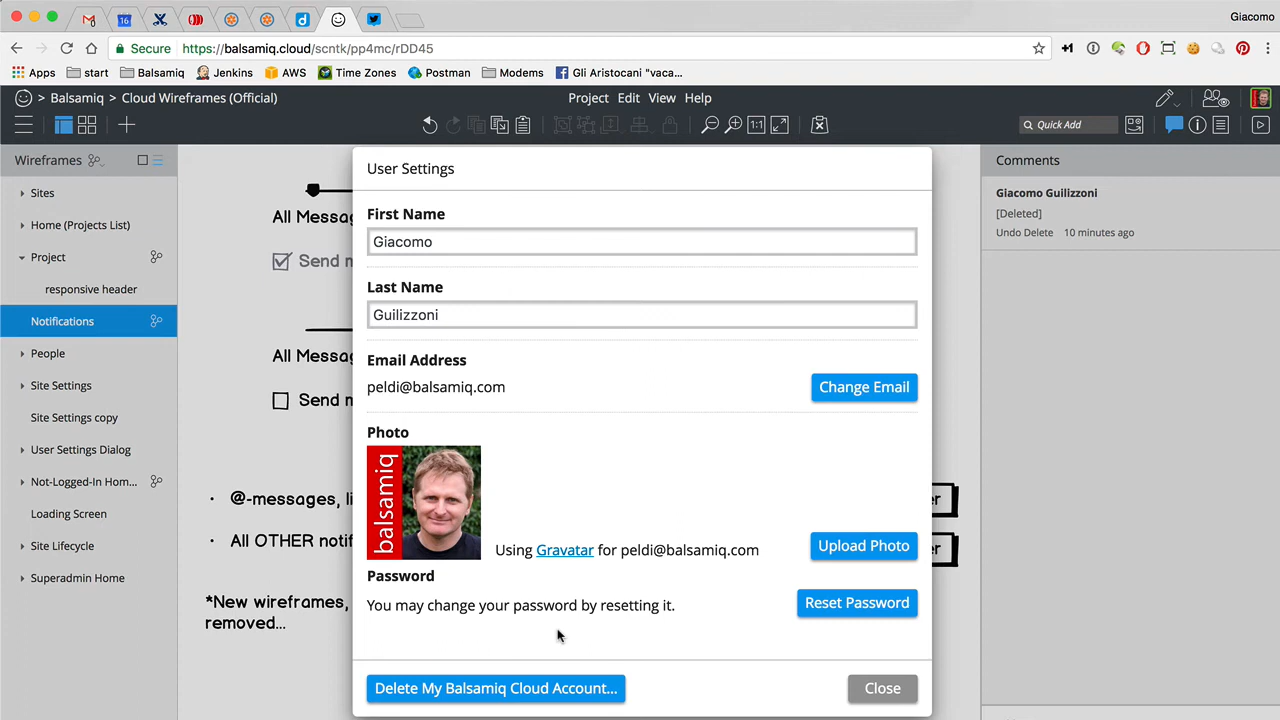 Giacomo
Secure https://balsamiq.cloud/scntk/pp4mc/rDD45
Apps start Balsamiq Jenkins AWS Time Zones Postman Modems Gli Aristocani "vaca...
Balsamiq > Cloud Wireframes (Official)
Project Edit View Help
1:1
Quick Add
Wireframes
Sites
Home (Projects List)
Project
responsive header
Notifications
People
Site Settings
Site Settings copy
User Settings Dialog
Not-Logged-In Hom...
Loading Screen
Site Lifecycle
Superadmin Home
All Messag
Send m
All Messag
Send m
@-messages, li
All OTHER notif
*New wireframes,
removed...
er
er
User Settings
First Name
Giacomo
Last Name
Guilizzoni
Email Address
peldi@balsamiq.com
Change Email
Photo
balsamiq
Using Gravatar for peldi@balsamiq.com
Upload Photo
Password
You may change your password by resetting it.
Reset Password
Delete My Balsamiq Cloud Account...
Close
Comments
Giacomo Guilizzoni
[Deleted]
Undo Delete 10 minutes ago